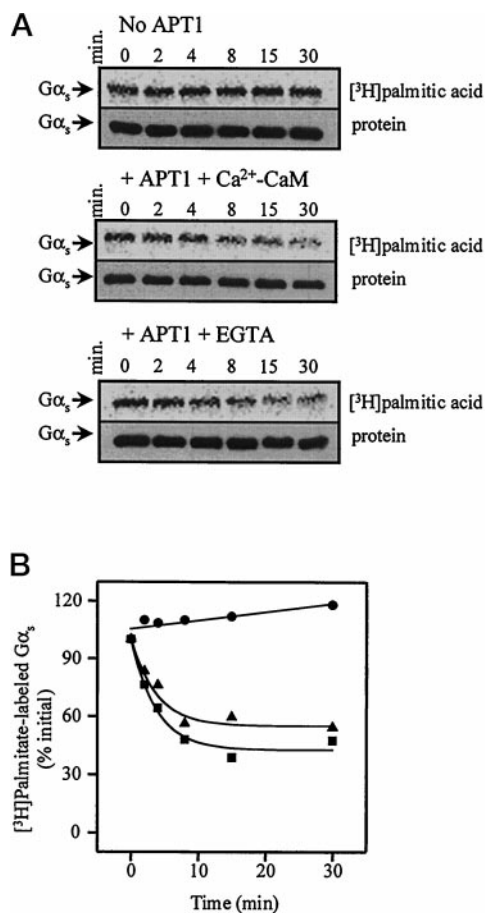 A
No APT1
min. 0 2 4 8 15 30
Gαs [³H]palmitic acid
Gαs protein
+ APT1 + Ca²⁺-CaM
min. 0 2 4 8 15 30
Gαs [³H]palmitic acid
Gαs protein
+ APT1 + EGTA
min. 0 2 4 8 15 30
Gαs [³H]palmitic acid
Gαs protein
B
[³H]Palmitate-labeled Gαs
(% initial)
120
90
60
30
0
0 10 20 30
Time (min)